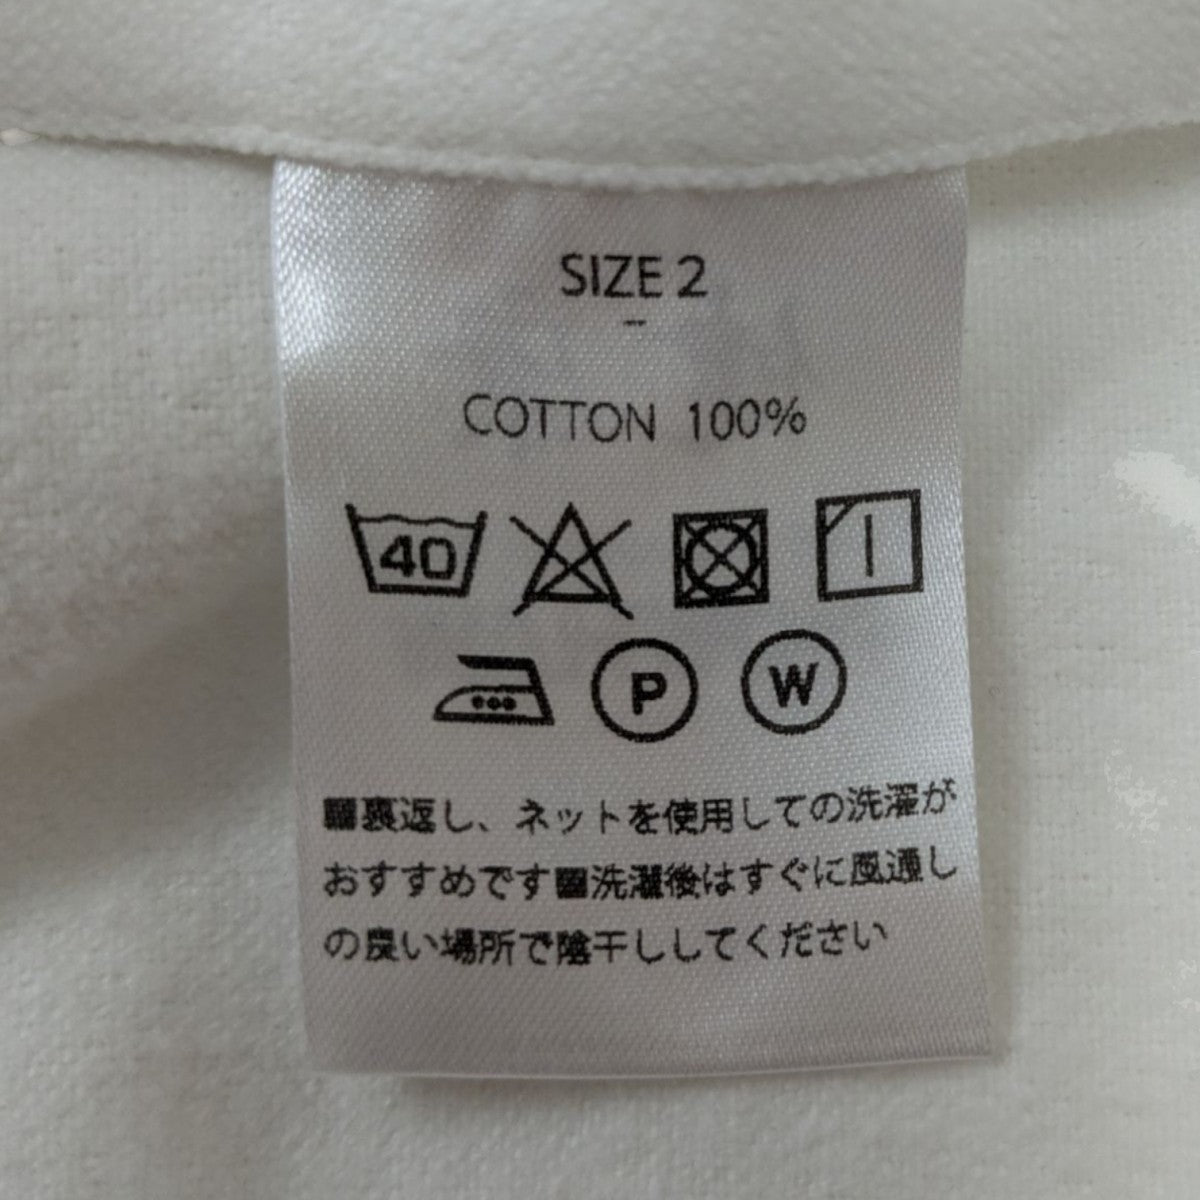 SIZE 2
–
COTTON 100%
40
P W
■裏返し、ネットを使用しての洗濯が
おすすめです■洗濯後はすぐに風通し
の良い場所で陰干ししてください